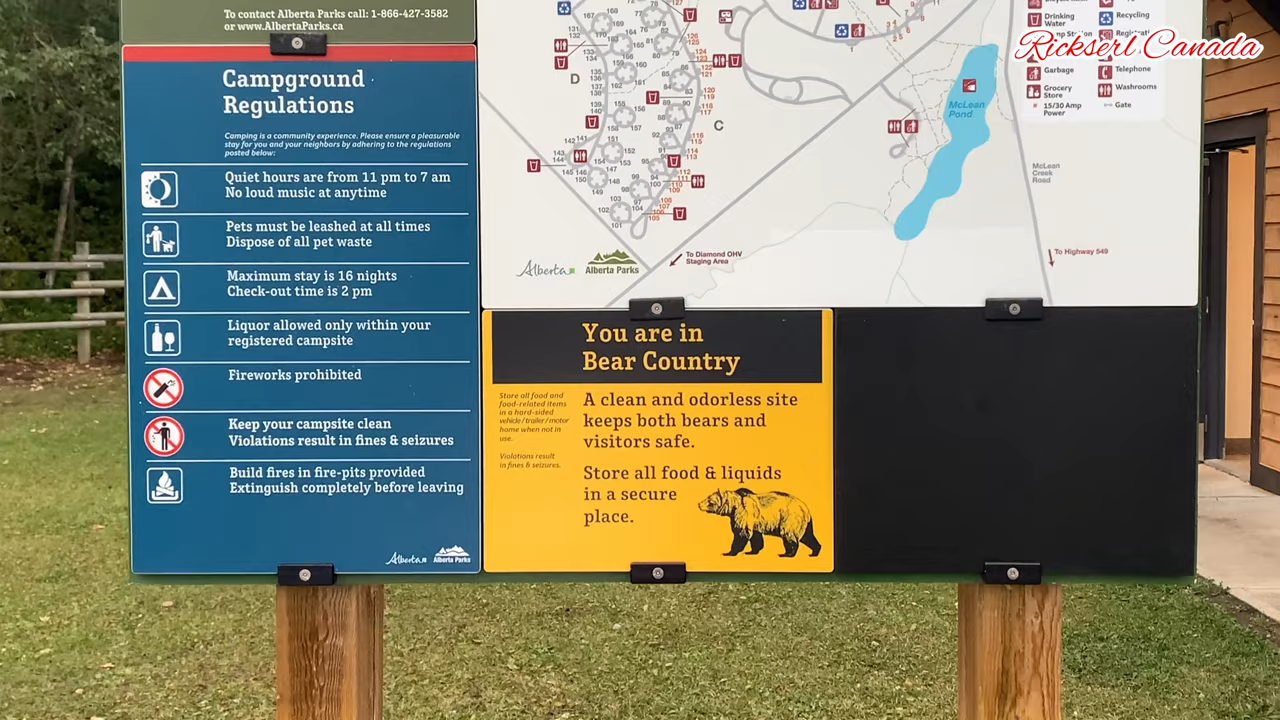 To contact Alberta Parks call: 1-866-427-3582
or www.AlbertaParks.ca
Campground
Regulations
Camping is a community experience. Please ensure a pleasurable
stay for you and your neighbors by adhering to the regulations
posted below:
Quiet hours are from 11 pm to 7 am
No loud music at anytime
Pets must be leashed at all times
Dispose of all pet waste
Maximum stay is 16 nights
Check-out time is 2 pm
Liquor allowed only within your
registered campsite
Fireworks prohibited
Keep your campsite clean
Violations result in fines & seizures
Build fires in fire-pits provided
Extinguish completely before leaving
Alberta
Alberta Parks
D
C
McLean
Pond
McLean
Creek
Road
To Diamond OHV
Staging Area
To Highway 549
Alberta
Alberta Parks
Drinking
Water
Recycling
Garbage
Telephone
Grocery
Store
Washrooms
15/30 Amp
Power
Gate
Rickserl Canada
You are in
Bear Country
Store all food and
food-related items
in a hard-sided
vehicle/trailer/motor
home when not in
use.
Violations result
in fines & seizures.
A clean and odorless site
keeps both bears and
visitors safe.
Store all food & liquids
in a secure
place.